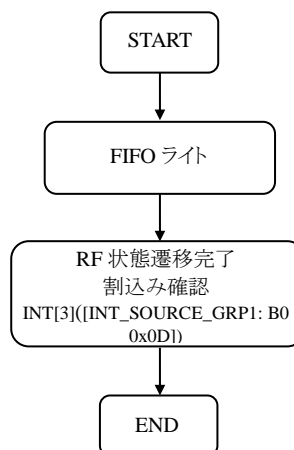 START
FIFO ライト
RF 状態遷移完了
割込み確認
INT[3]([INT_SOURCE_GRP1: B0
0x0D])
END